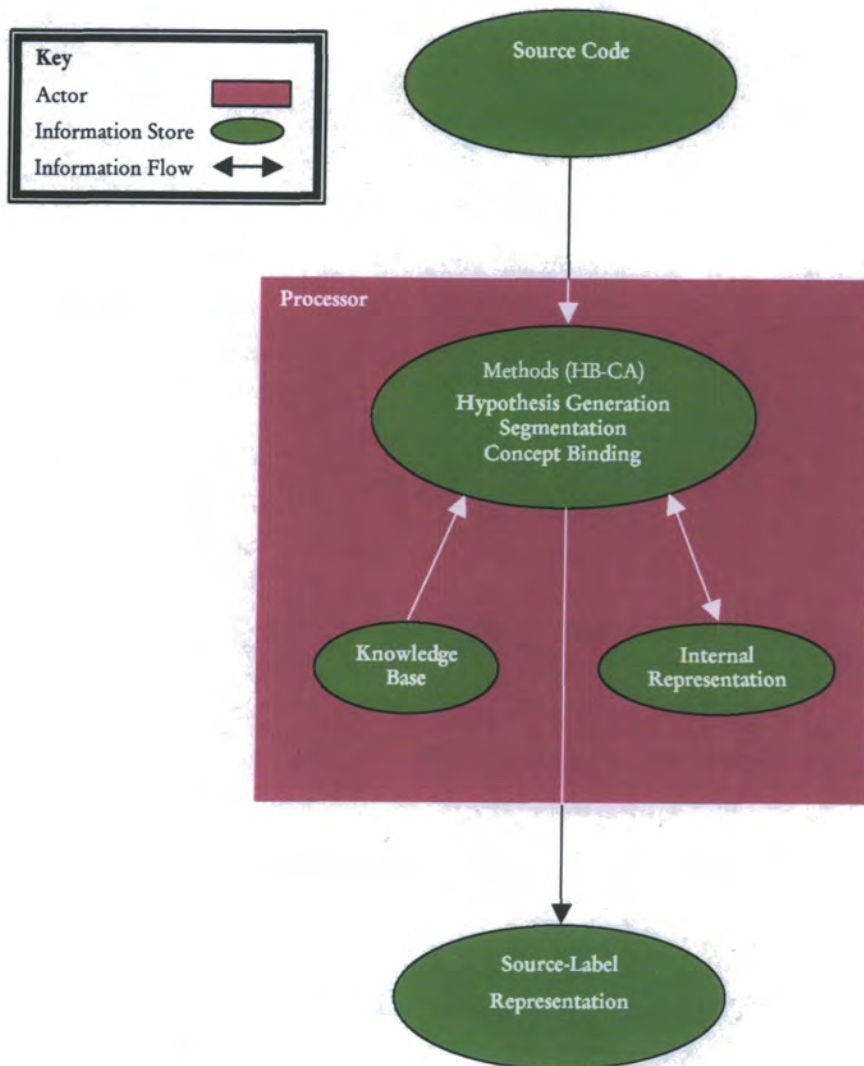 Key
Actor
Information Store
Information Flow
Source Code
Processor
Methods (HB-CA)
Hypothesis Generation
Segmentation
Concept Binding
Knowledge
Base
Internal
Representation
Source-Label
Representation